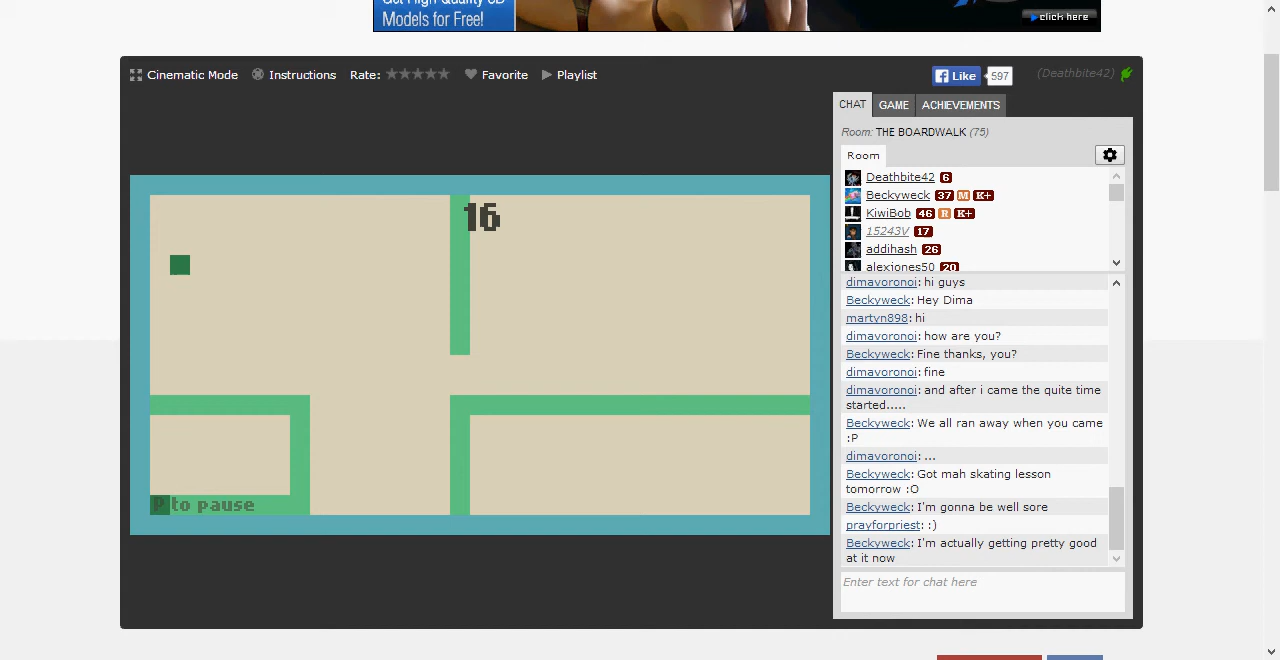 Get High Quality 3D
Models for Free!
click here
Cinematic Mode Instructions Rate: Favorite Playlist
Like 597 (Deathbite42)
CHAT GAME ACHIEVEMENTS
Room: THE BOARDWALK (75)
Room
Deathbite42 6
Beckyweck 37 M K+
KiwiBob 46 R K+
15243V 17
addihash 26
alexjones50 20
dimavoronoi: hi guys
Beckyweck: Hey Dima
martyn898: hi
dimavoronoi: how are you?
Beckyweck: Fine thanks, you?
dimavoronoi: fine
dimavoronoi: and after i came the quite time
started.....
Beckyweck: We all ran away when you came
:P
dimavoronoi: ...
Beckyweck: Got mah skating lesson
tomorrow :O
Beckyweck: I'm gonna be well sore
prayforpriest: :)
Beckyweck: I'm actually getting pretty good
at it now
Enter text for chat here
16
P to pause